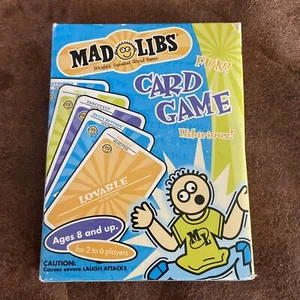 MAD LIBS
World's Greatest Word Game
FUN!!
CARD
GAME
Hilarious!
LOVABLE
Ages 8 and up.
for 2 to 6 players
ML
CAUTION:
Causes severe LAUGH ATTACKS